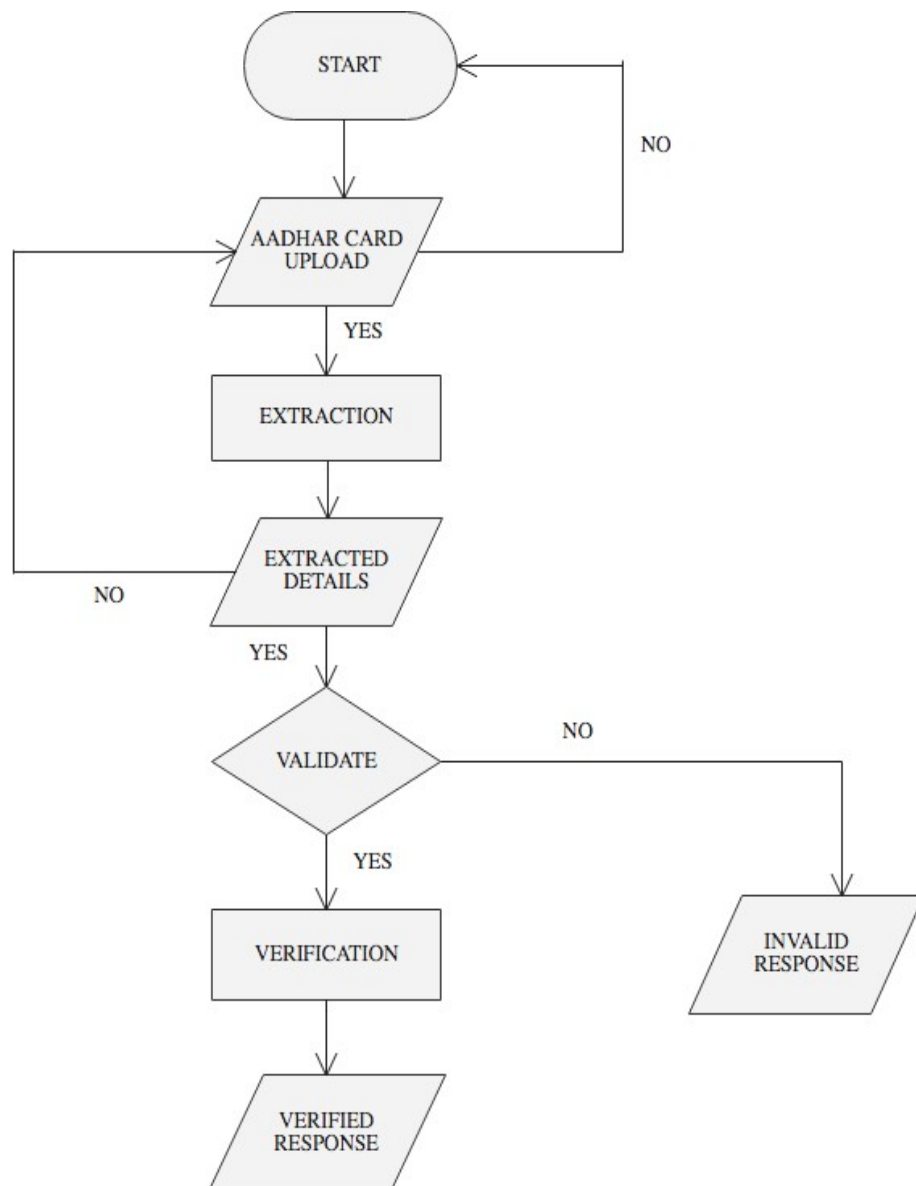 START
NO
AADHAR CARD
UPLOAD
YES
EXTRACTION
EXTRACTED
DETAILS
NO
YES
VALIDATE
NO
YES
VERIFICATION
INVALID
RESPONSE
VERIFIED
RESPONSE